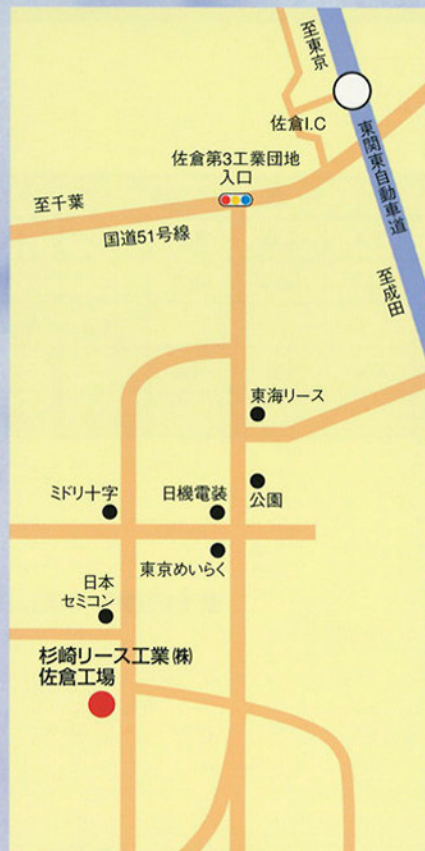 至東京
佐倉I.C
東関東自動車道
佐倉第3工業団地
入口
至千葉
国道51号線
至成田
東海リース
ミドリ十字
日機電装
公園
東京めいらく
日本
セミコン
杉崎リース工業㈱
佐倉工場